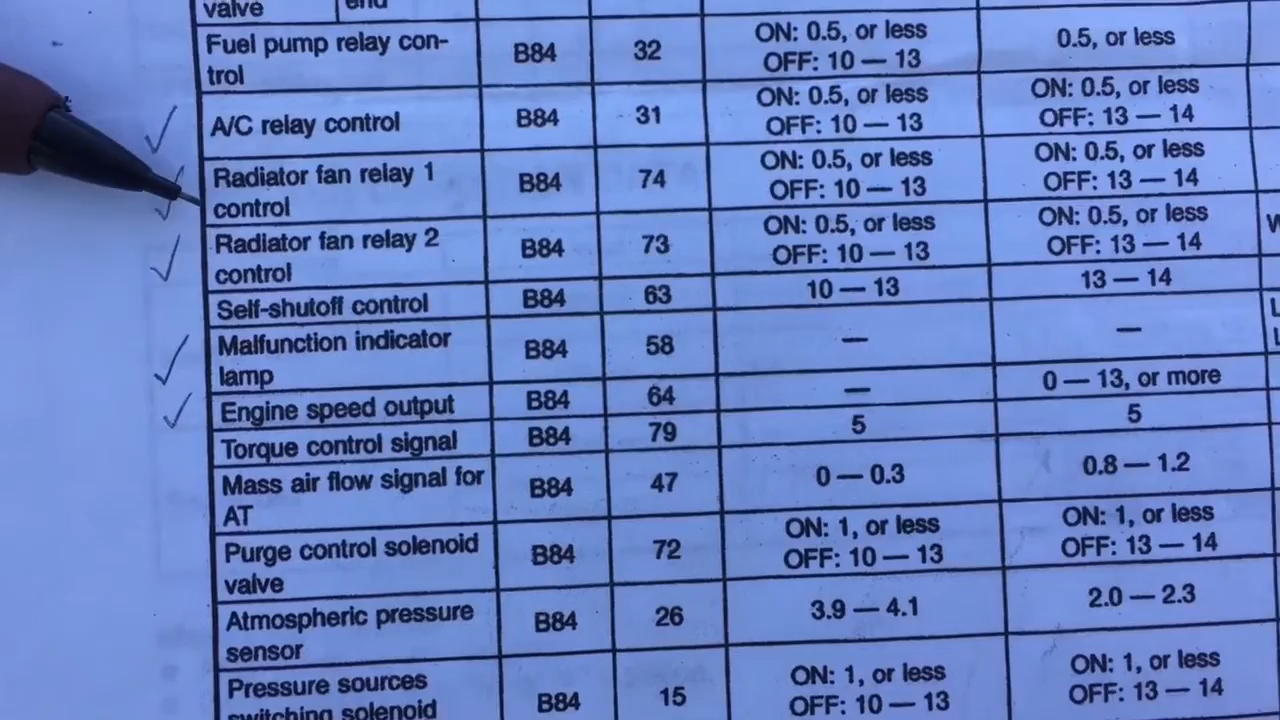 valve end
Fuel pump relay con-
trol B84 32 ON: 0.5, or less
OFF: 10 — 13 0.5, or less
A/C relay control B84 31 ON: 0.5, or less
OFF: 10 — 13 ON: 0.5, or less
OFF: 13 — 14
Radiator fan relay 1
control B84 74 ON: 0.5, or less
OFF: 10 — 13 ON: 0.5, or less
OFF: 13 — 14
Radiator fan relay 2
control B84 73 ON: 0.5, or less
OFF: 10 — 13 ON: 0.5, or less
OFF: 13 — 14
Self-shutoff control B84 63 10 — 13 13 — 14
Malfunction indicator
lamp B84 58 — —
Engine speed output B84 64 — 0 — 13, or more
Torque control signal B84 79 5 5
Mass air flow signal for
AT B84 47 0 — 0.3 0.8 — 1.2
Purge control solenoid
valve B84 72 ON: 1, or less
OFF: 10 — 13 ON: 1, or less
OFF: 13 — 14
Atmospheric pressure
sensor B84 26 3.9 — 4.1 2.0 — 2.3
Pressure sources
switching solenoid B84 15 ON: 1, or less
OFF: 10 — 13 ON: 1, or less
OFF: 13 — 14